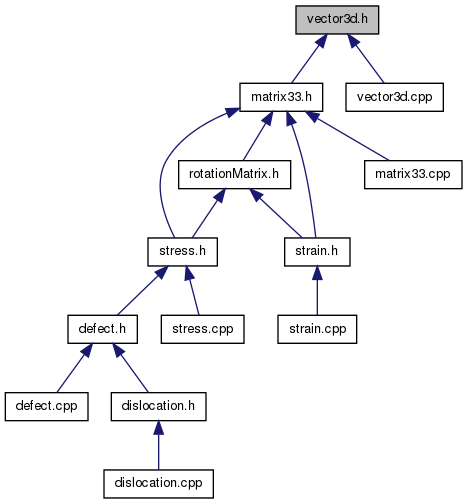 vector3d.h
matrix33.h
vector3d.cpp
rotationMatrix.h
matrix33.cpp
stress.h
strain.h
defect.h
stress.cpp
strain.cpp
defect.cpp
dislocation.h
dislocation.cpp